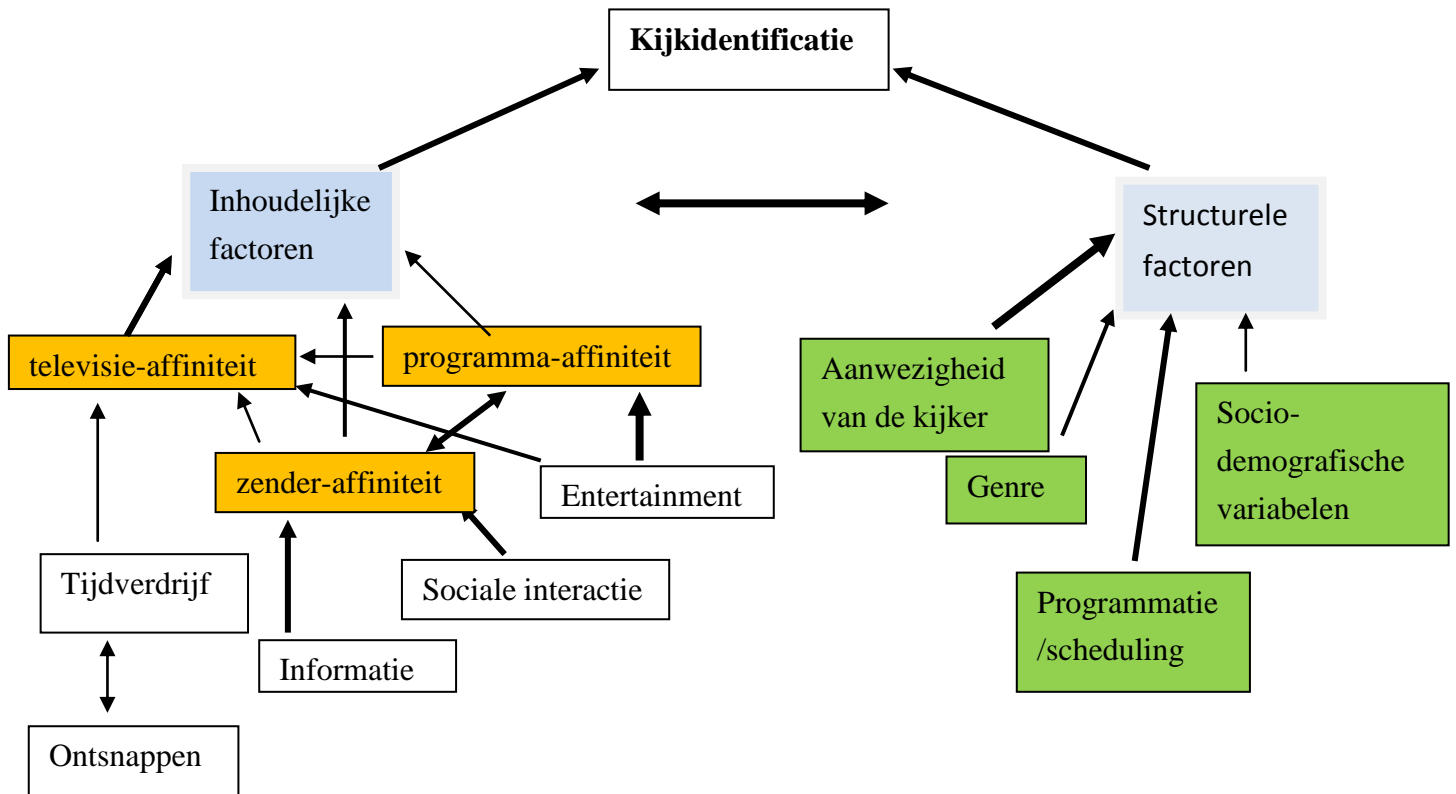 Kijkidentificatie
Inhoudelijke
factoren
Structurele
factoren
televisie-affiniteit
programma-affiniteit
zender-affiniteit
Entertainment
Tijdverdrijf
Sociale interactie
Informatie
Ontsnappen
Aanwezigheid
van de kijker
Genre
Socio-
demografische
variabelen
Programmatie
/scheduling